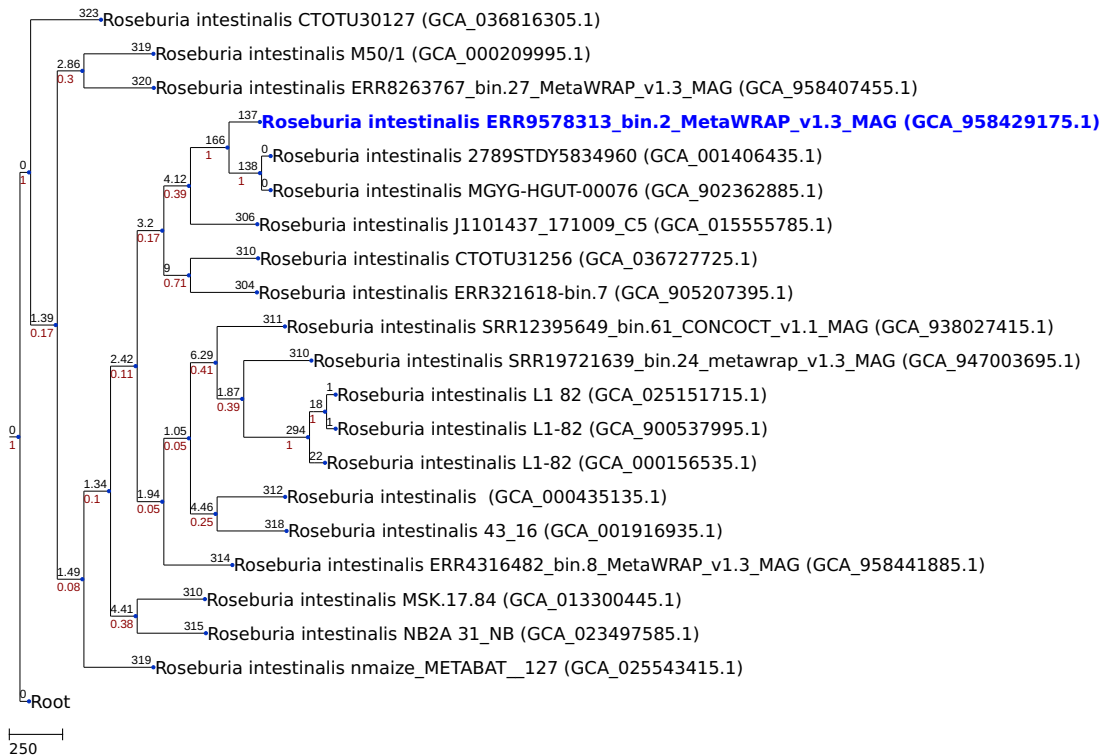 323 Roseburia intestinalis CTOTU30127 (GCA_036816305.1)
319 Roseburia intestinalis M50/1 (GCA_000209995.1)
2.86
0.3
320 Roseburia intestinalis ERR8263767_bin.27_MetaWRAP_v1.3_MAG (GCA_958407455.1)
137 Roseburia intestinalis ERR9578313_bin.2_MetaWRAP_v1.3_MAG (GCA_958429175.1)
166
1
0 Roseburia intestinalis 2789STDY5834960 (GCA_001406435.1)
0
1
138
1
4.12
0.39
0 Roseburia intestinalis MGYG-HGUT-00076 (GCA_902362885.1)
306 Roseburia intestinalis J1101437_171009_C5 (GCA_015555785.1)
3.2
0.17
310 Roseburia intestinalis CTOTU31256 (GCA_036727725.1)
9
0.71
304 Roseburia intestinalis ERR321618-bin.7 (GCA_905207395.1)
1.39
0.17
311 Roseburia intestinalis SRR12395649_bin.61_CONCOCT_v1.1_MAG (GCA_938027415.1)
2.42
0.11
6.29
0.41
310 Roseburia intestinalis SRR19721639_bin.24_metawrap_v1.3_MAG (GCA_947003695.1)
1.87
0.39
1 Roseburia intestinalis L1 82 (GCA_025151715.1)
18
1
0
1
1.05
0.05
294
1
1 Roseburia intestinalis L1-82 (GCA_900537995.1)
22 Roseburia intestinalis L1-82 (GCA_000156535.1)
1.34
0.1
1.94
0.05
312 Roseburia intestinalis  (GCA_000435135.1)
4.46
0.25
318 Roseburia intestinalis 43_16 (GCA_001916935.1)
314 Roseburia intestinalis ERR4316482_bin.8_MetaWRAP_v1.3_MAG (GCA_958441885.1)
1.49
0.08
310 Roseburia intestinalis MSK.17.84 (GCA_013300445.1)
4.41
0.38
315 Roseburia intestinalis NB2A 31_NB (GCA_023497585.1)
319 Roseburia intestinalis nmaize_METABAT__127 (GCA_025543415.1)
0 Root
250